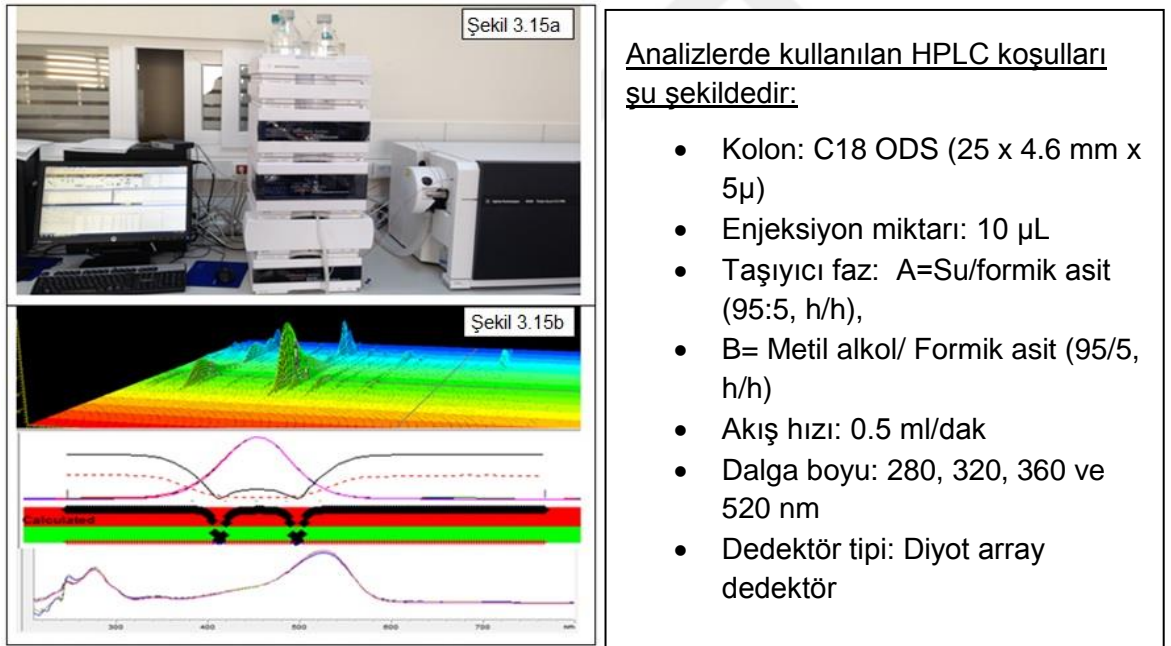 Şekil 3.15a
Şekil 3.15b
Calculated
300 400 500 600 700 nm
Analizlerde kullanılan HPLC koşulları
şu şekildedir:
• Kolon: C18 ODS (25 x 4.6 mm x
5µ)
• Enjeksiyon miktarı: 10 µL
• Taşıyıcı faz: A=Su/formik asit
(95:5, h/h),
• B= Metil alkol/ Formik asit (95/5,
h/h)
• Akış hızı: 0.5 ml/dak
• Dalga boyu: 280, 320, 360 ve
520 nm
• Dedektör tipi: Diyot array
dedektör